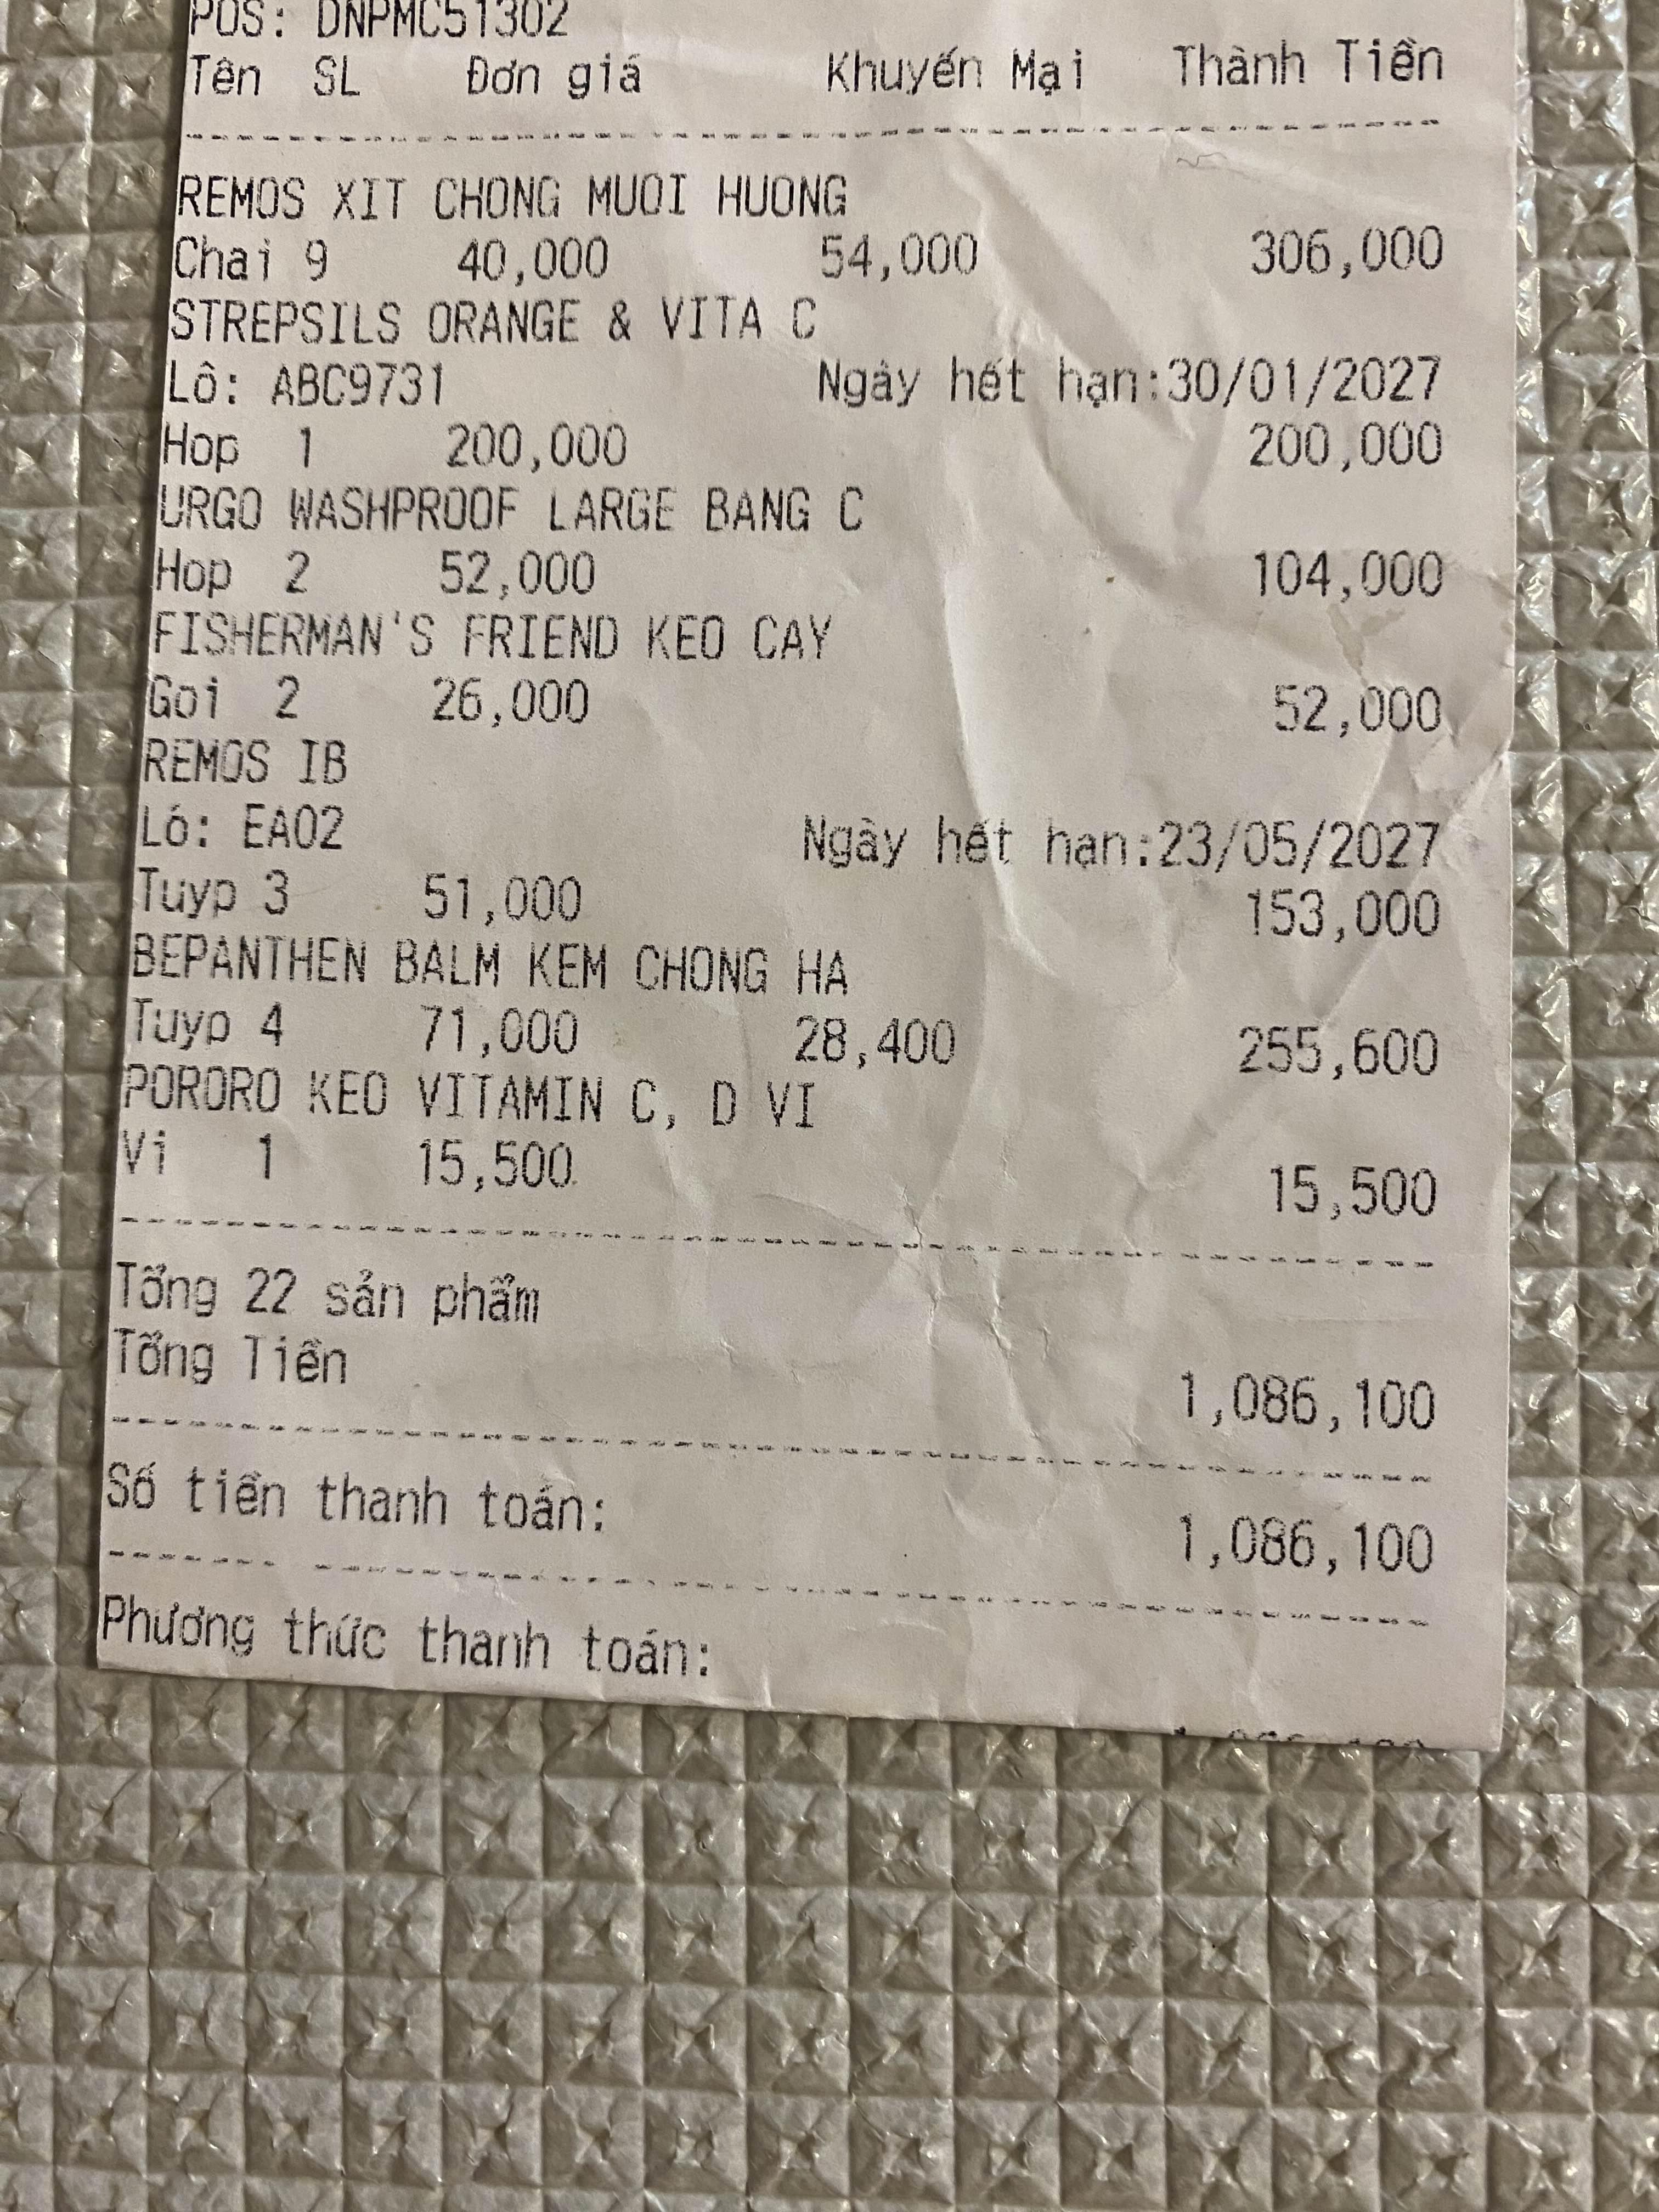 POS: DNPMC51302
Tên SL Đơn giá Khuyến Mại Thành Tiền
REMOS XIT CHONG MUOI HUONG
Chai 9 40,000 54,000 306,000
STREPSILS ORANGE & VITA C
Lô: ABC9731 Ngày hết hạn:30/01/2027
Hop 1 200,000 200,000
URGO WASHPROOF LARGE BANG C
Hop 2 52,000 104,000
FISHERMAN'S FRIEND KEO CAY
Goi 2 26,000 52,000
REMOS IB
Lô: EA02 Ngày hết hạn:23/05/2027
Tuyp 3 51,000 153,000
BEPANTHEN BALM KEM CHONG HA
Tuyp 4 71,000 28,400 255,600
PORORO KEO VITAMIN C, D VI
Vi 1 15,500 15,500
Tổng 22 sản phẩm
Tổng Tiền 1,086,100
Số tiền thanh toán: 1,086,100
Phương thức thanh toán: